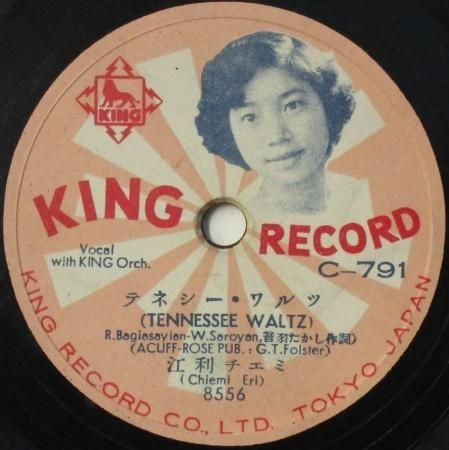 KING
KING RECORD
Vocal
with KING Orch.
C-791
ツルワ・ーシネテ
(TENNESSEE WALTZ)
R.Bagiasayian-W.Saroyan,音羽たかし作詞)
(ACUFF-ROSE PUB.: G.T.Folster)
江利チエミ
(Chiemi Eri)
8556
KING RECORD CO., LTD. TOKYO-JAPAN